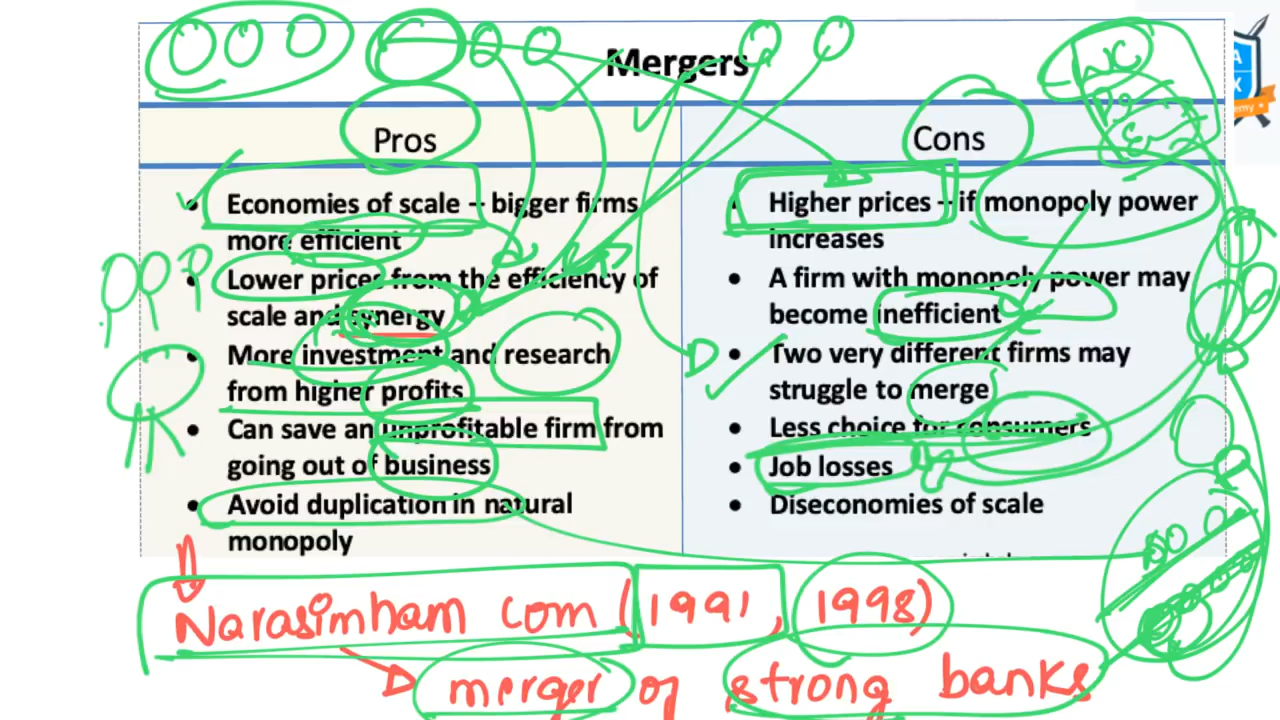 Mergers
Pros
Cons
Economies of scale – bigger firms
more efficient
• Lower prices from the efficiency of
scale and synergy
• More investment and research
from higher profits
• Can save an unprofitable firm from
going out of business
• Avoid duplication in natural
monopoly
Higher prices – if monopoly power
increases
• A firm with monopoly power may
become inefficient
• Two very different firms may
struggle to merge
• Less choice for consumers
• Job losses
• Diseconomies of scale
Narasimham com (1991, 1998)
merger of strong banks